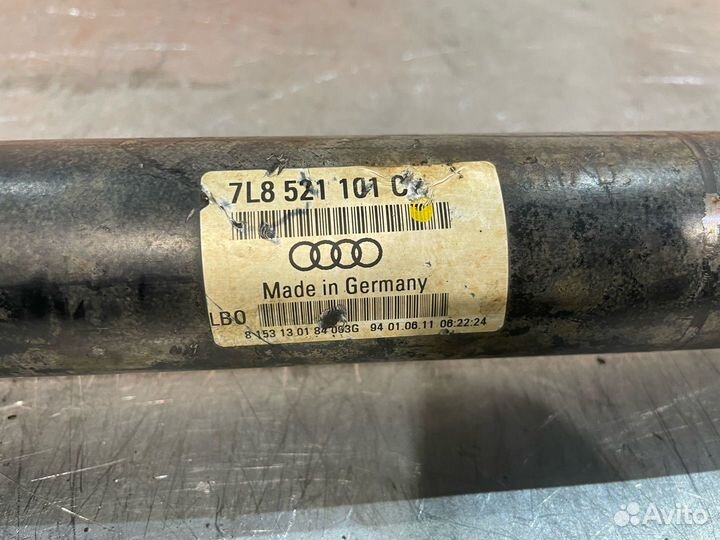 7L8 521 101 C
Made in Germany
LBO
8 153 13 01 84 063G 94 01.06.11 06:22:24
Avito